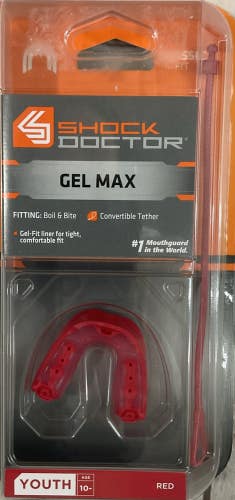 SHOCK
DOCTOR
GEL MAX
FITTING: Boil & Bite Convertible Tether
• Gel-Fit liner for tight,
comfortable fit
#1 Mouthguard
in the World.
YOUTH AGE 10- RED